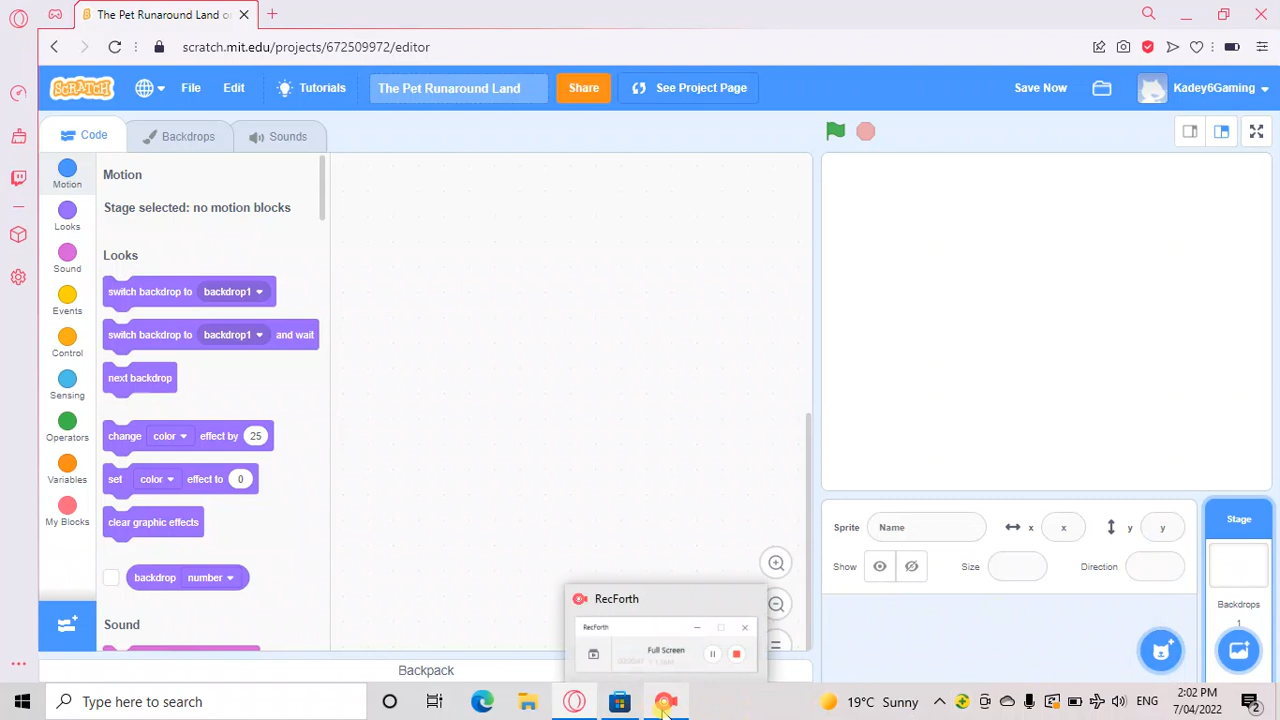 The Pet Runaround Land or
scratch.mit.edu/projects/672509972/editor
SCRATCH
File
Edit
Tutorials
The Pet Runaround Land
Share
See Project Page
Save Now
Kadey6Gaming
Code
Backdrops
Sounds
Motion
Looks
Sound
Events
Control
Sensing
Operators
Variables
My Blocks
Motion
Stage selected: no motion blocks
Looks
switch backdrop to backdrop1
switch backdrop to backdrop1 and wait
next backdrop
change color effect by 25
set color effect to 0
clear graphic effects
backdrop number
Sound
Sprite Name x x y y
Show Size Direction
Stage
Backdrops
1
RecForth
RecForth
Full Screen
Backpack
Type here to search
19°C Sunny
ENG
2:02 PM
7/04/2022
2